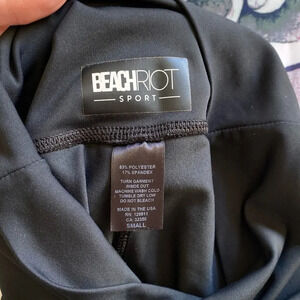 BEACHRIOT
— SPORT —
83% POLYESTER
17% SPANDEX
TURN GARMENT
INSIDE OUT
MACHINE WASH COLD
TUMBLE DRY LOW
DO NOT BLEACH
MADE IN THE USA
RN: 129811
CA: 32355
SMALL